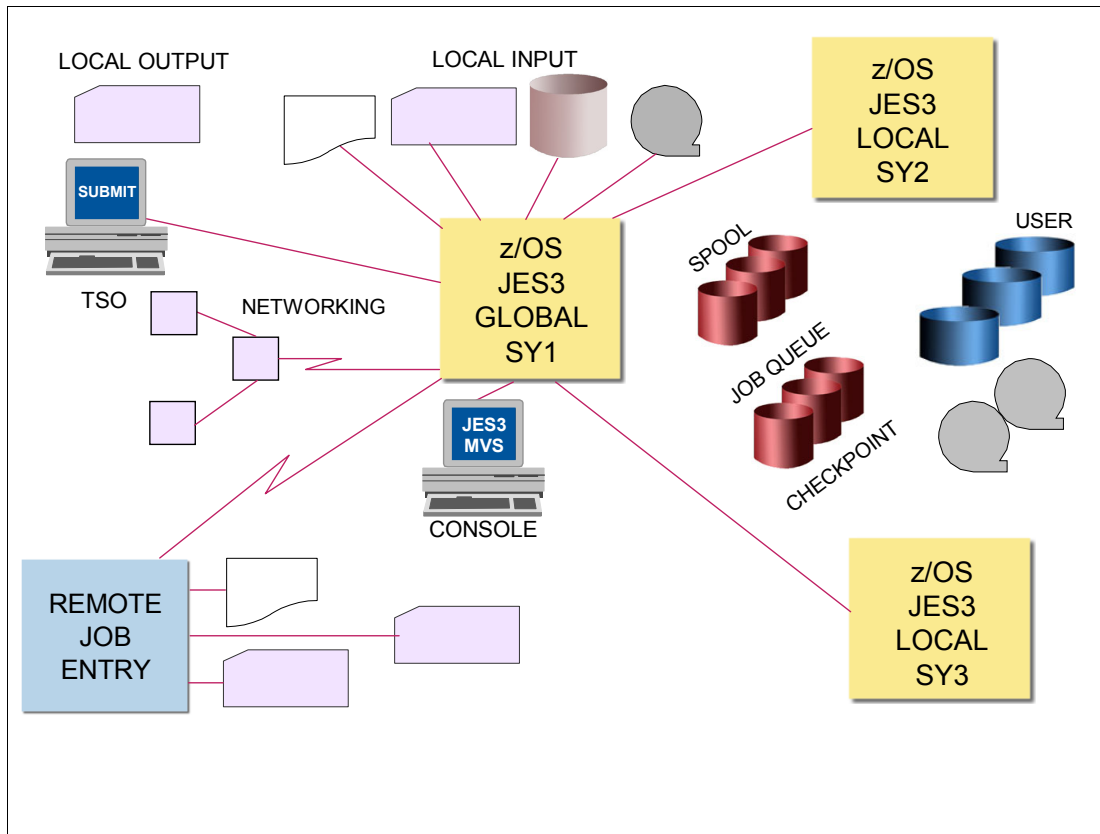 LOCAL OUTPUT
LOCAL INPUT
z/OS
JES3
LOCAL
SY2
SUBMIT
TSO
NETWORKING
z/OS
JES3
GLOBAL
SY1
SPOOL
USER
JOB QUEUE
CHECKPOINT
JES3
MVS
CONSOLE
REMOTE
JOB
ENTRY
z/OS
JES3
LOCAL
SY3